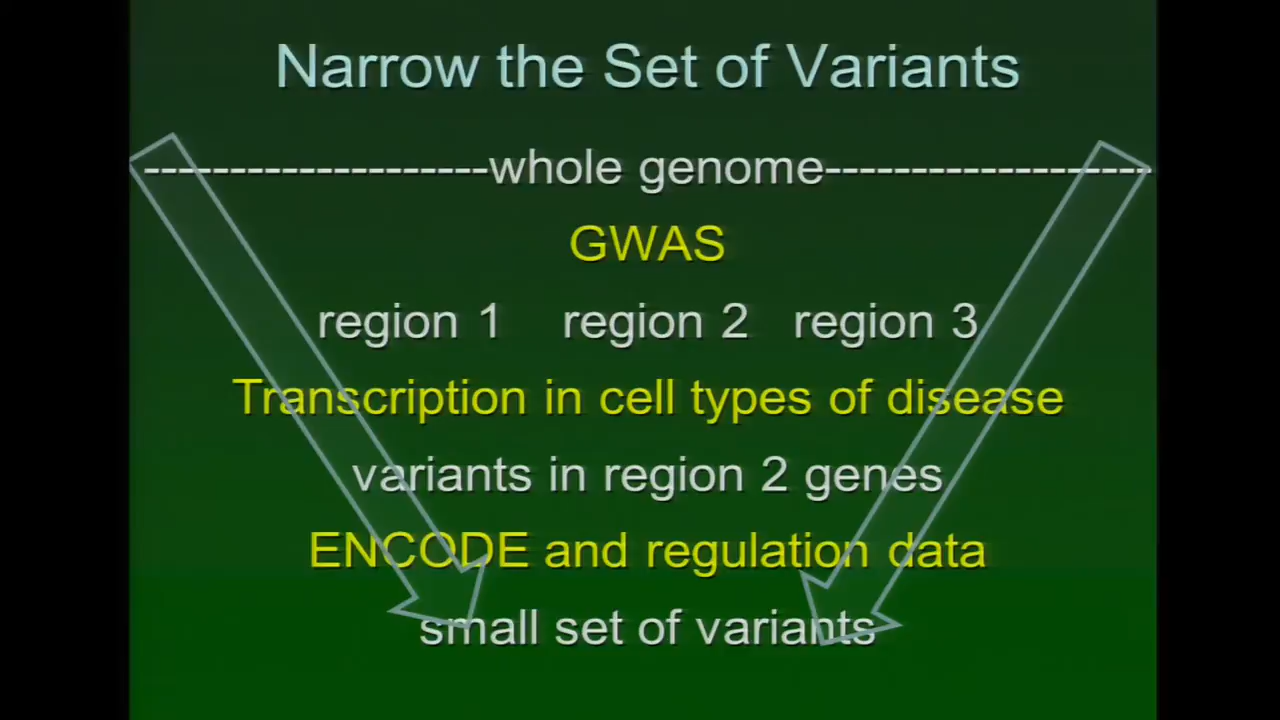 Narrow the Set of Variants
--------------------whole genome-------------------
GWAS
region 1 region 2 region 3
Transcription in cell types of disease
variants in region 2 genes
ENCODE and regulation data
small set of variants